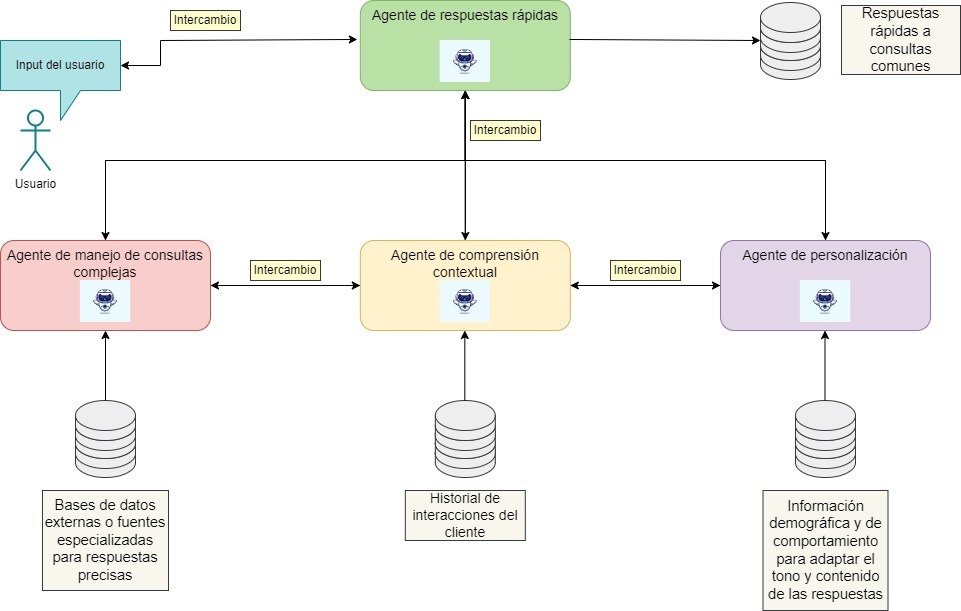 Intercambio
Agente de respuestas rápidas
Respuestas
rápidas a
consultas
comunes
Input del usuario
Usuario
Intercambio
Agente de manejo de consultas
complejas
Intercambio
Agente de comprensión
contextual
Intercambio
Agente de personalización
Bases de datos
externas o fuentes
especializadas
para respuestas
precisas
Historial de
interacciones del
cliente
Información
demográfica y de
comportamiento
para adaptar el
tono y contenido
de las respuestas